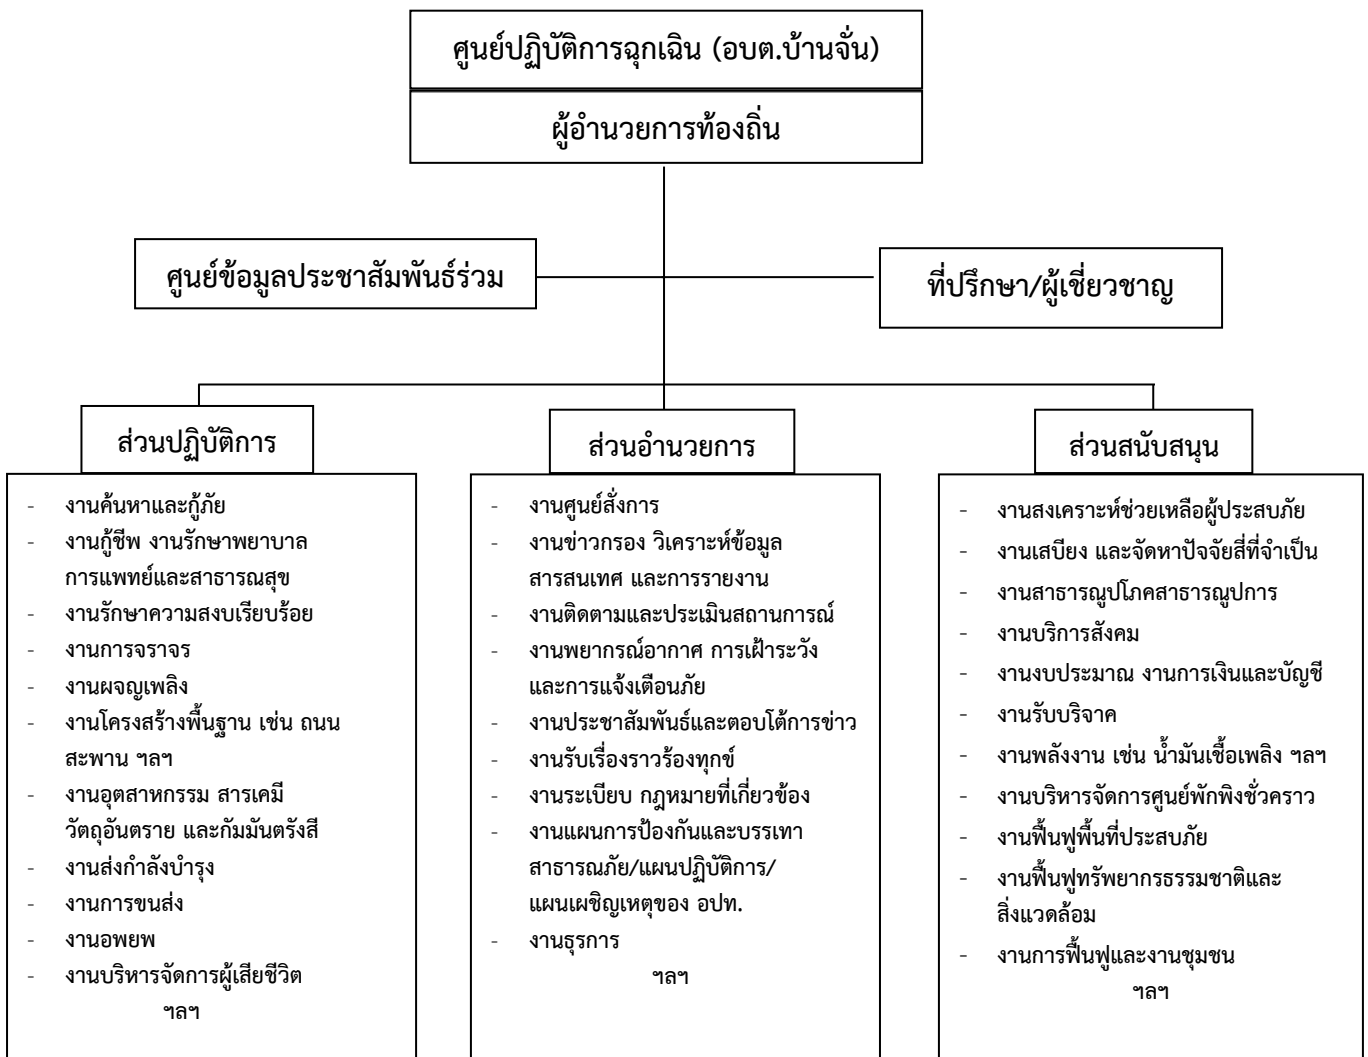 ศูนย์ปฏิบัติการฉุกเฉิน (อบต.บ้านจั่น)
ผู้อำนวยการท้องถิ่น
ศูนย์ข้อมูลประชาสัมพันธ์ร่วม
ที่ปรึกษา/ผู้เชี่ยวชาญ
ส่วนปฏิบัติการ
- งานค้นหาและกู้ภัย
- งานกู้ชีพ งานรักษาพยาบาล
การแพทย์และสาธารณสุข
- งานรักษาความสงบเรียบร้อย
- งานการจราจร
- งานผจญเพลิง
- งานโครงสร้างพื้นฐาน เช่น ถนน
สะพาน ฯลฯ
- งานอุตสาหกรรม สารเคมี
วัตถุอันตราย และกัมมันตรังสี
- งานส่งกำลังบำรุง
- งานการขนส่ง
- งานอพยพ
- งานบริหารจัดการผู้เสียชีวิต
ฯลฯ
ส่วนอำนวยการ
- งานศูนย์สั่งการ
- งานข่าวกรอง วิเคราะห์ข้อมูล
สารสนเทศ และการรายงาน
- งานติดตามและประเมินสถานการณ์
- งานพยากรณ์อากาศ การเฝ้าระวัง
และการแจ้งเตือนภัย
- งานประชาสัมพันธ์และตอบโต้การข่าว
- งานรับเรื่องราวร้องทุกข์
- งานระเบียบ กฎหมายที่เกี่ยวข้อง
- งานแผนการป้องกันและบรรเทา
สาธารณภัย/แผนปฏิบัติการ/
แผนเผชิญเหตุของ อปท.
- งานธุรการ
ฯลฯ
ส่วนสนับสนุน
- งานสงเคราะห์ช่วยเหลือผู้ประสบภัย
- งานเสบียง และจัดหาปัจจัยสี่ที่จำเป็น
- งานสาธารณูปโภคสาธารณูปการ
- งานบริการสังคม
- งานงบประมาณ งานการเงินและบัญชี
- งานรับบริจาค
- งานพลังงาน เช่น น้ำมันเชื้อเพลิง ฯลฯ
- งานบริหารจัดการศูนย์พักพิงชั่วคราว
- งานฟื้นฟูพื้นที่ประสบภัย
- งานฟื้นฟูทรัพยากรธรรมชาติและ
สิ่งแวดล้อม
- งานการฟื้นฟูและงานชุมชน
ฯลฯ